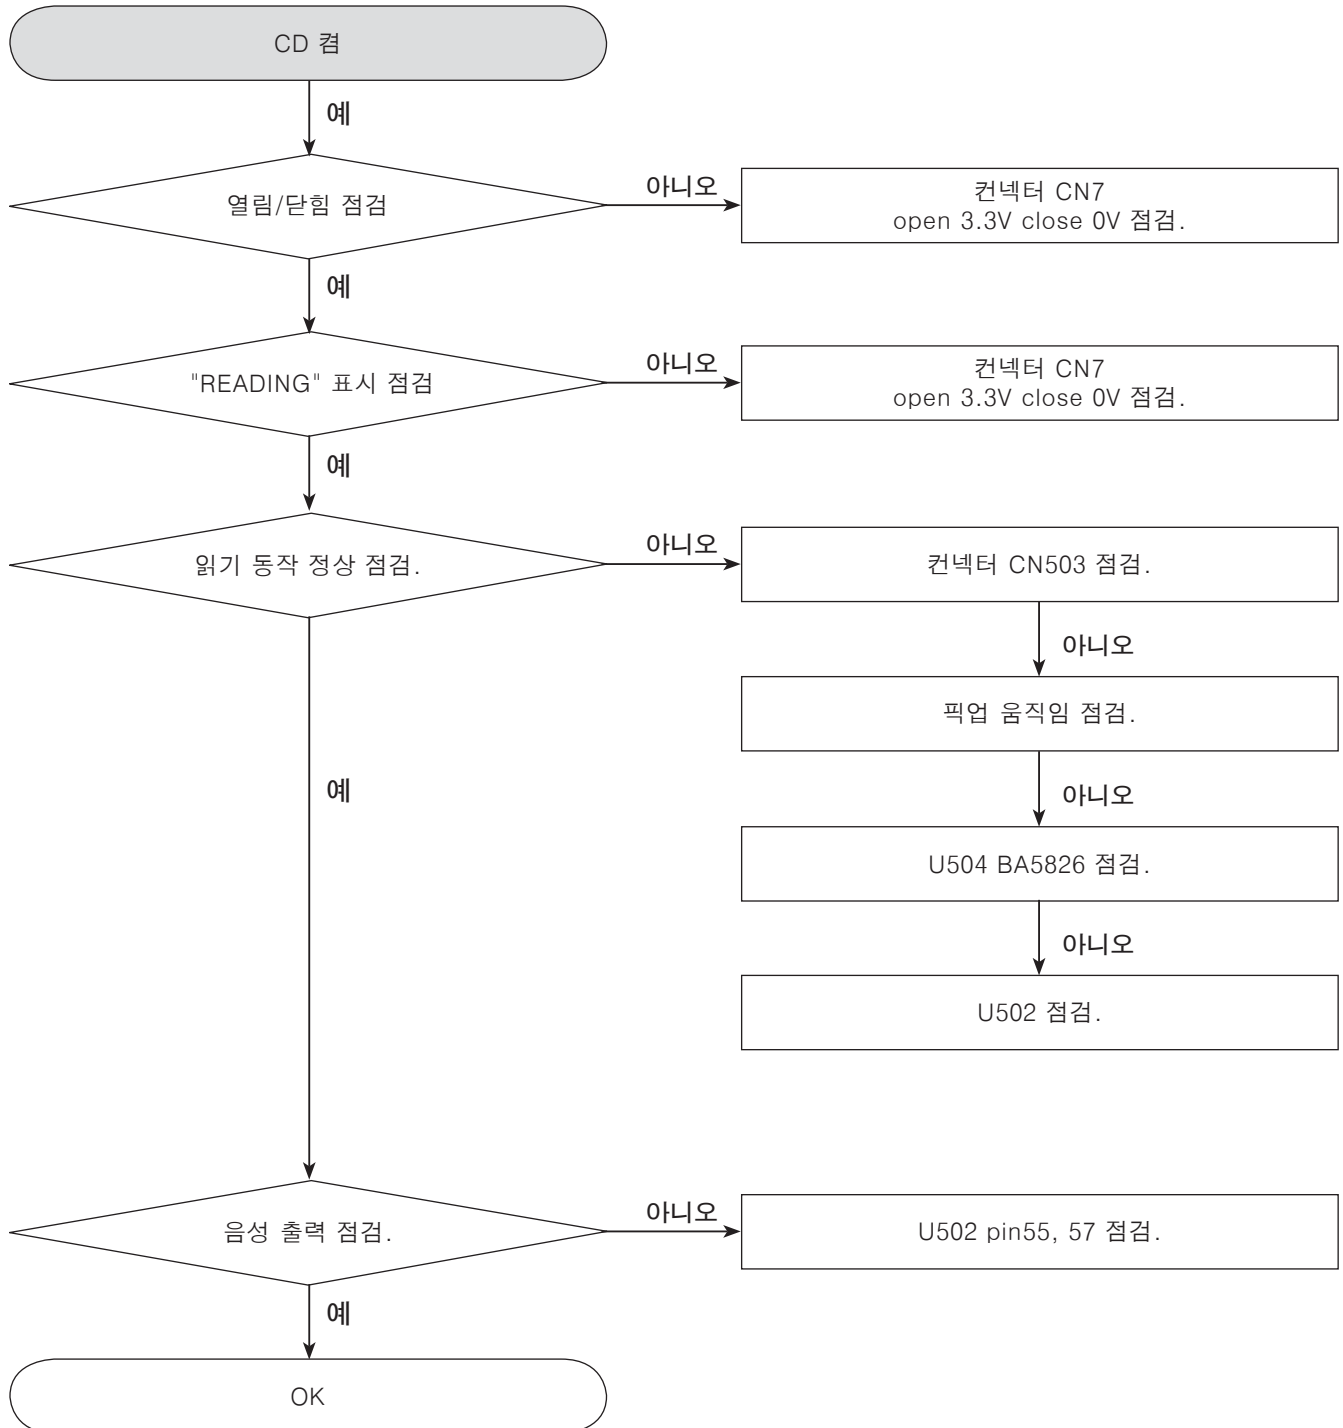 CD 켬
예
열림/닫힘 점검
아니오
컨넥터 CN7
open 3.3V close 0V 점검.
예
"READING" 표시 점검
아니오
컨넥터 CN7
open 3.3V close 0V 점검.
예
읽기 동작 정상 점검.
아니오
컨넥터 CN503 점검.
아니오
픽업 움직임 점검.
예
아니오
U504 BA5826 점검.
아니오
U502 점검.
음성 출력 점검.
아니오
U502 pin55, 57 점검.
예
OK